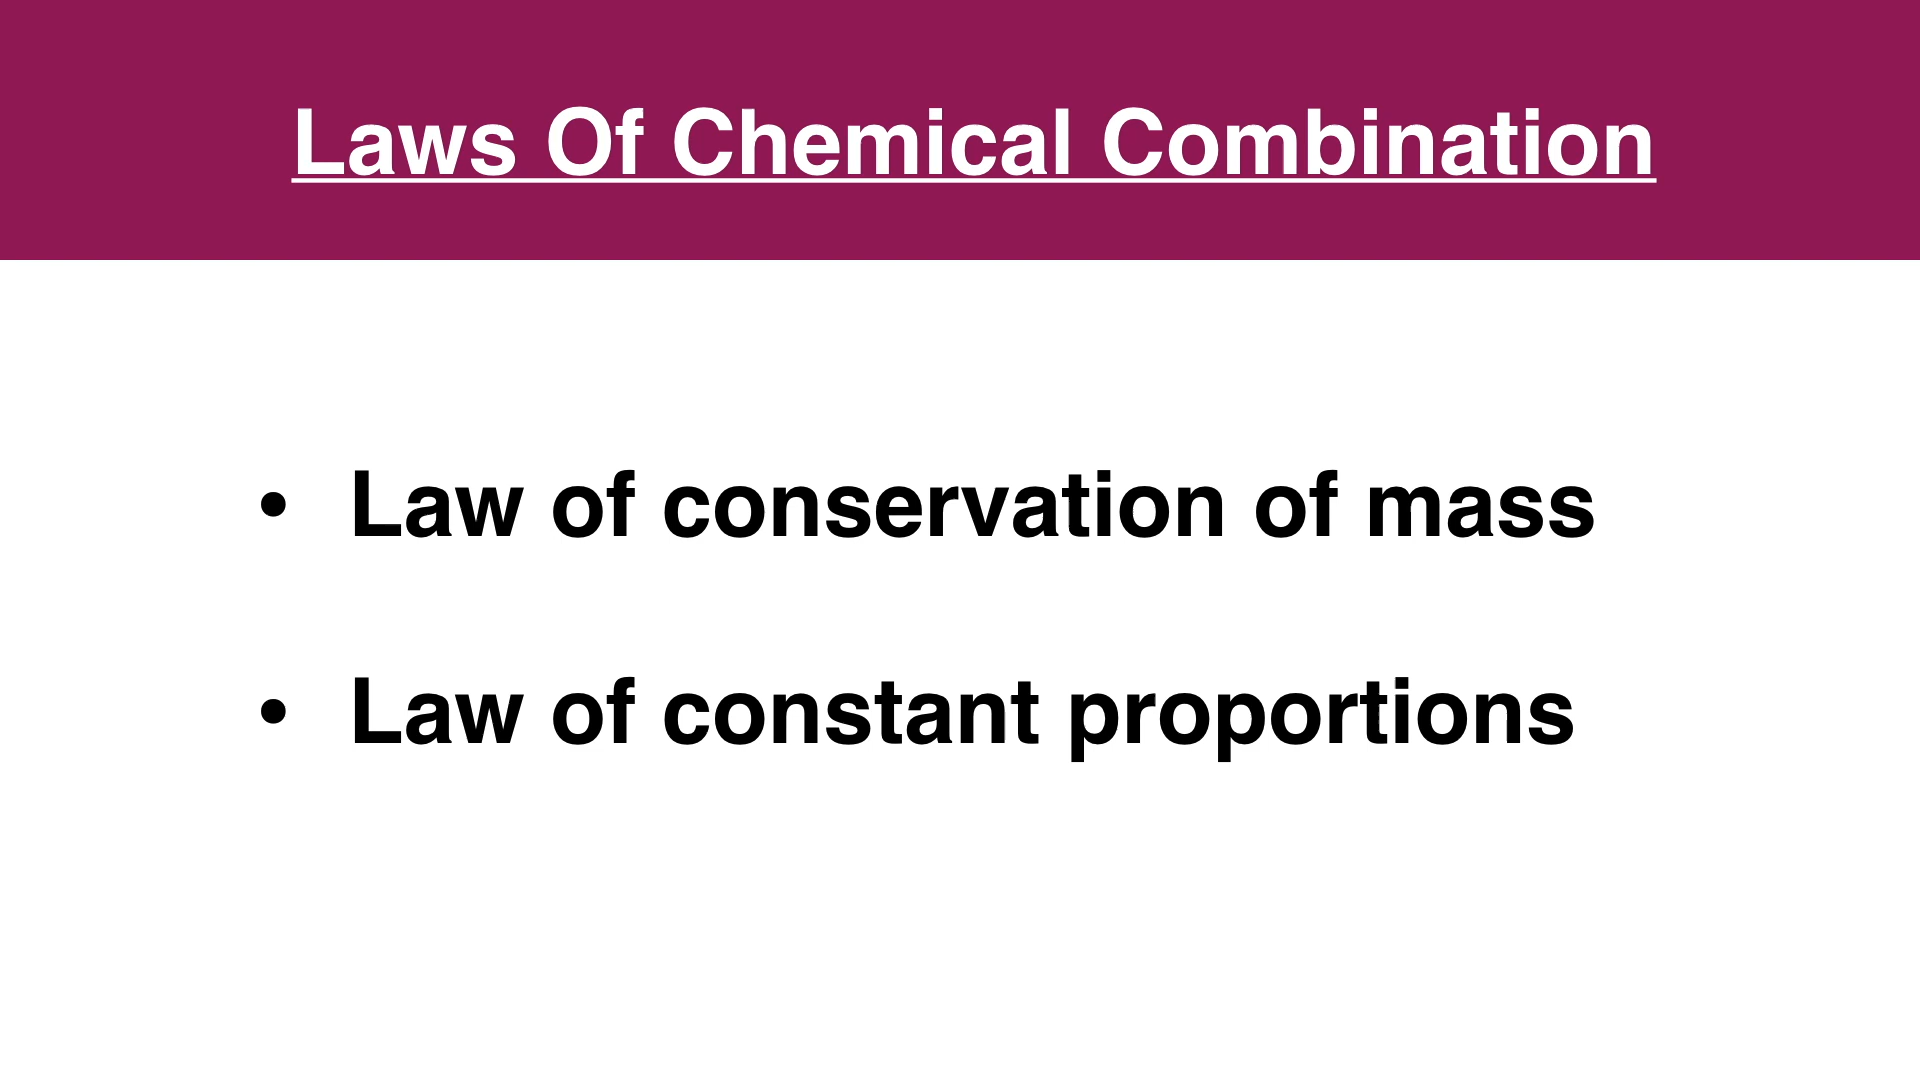 Laws Of Chemical Combination
• Law of conservation of mass
• Law of constant proportions